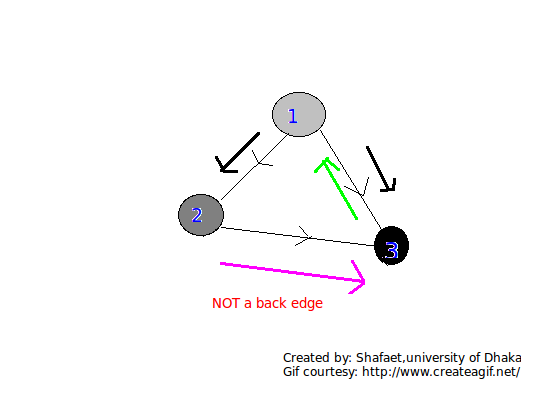 1
2
3
NOT a back edge
Created by: Shafaet,university of Dhaka
Gif courtesy: http://www.createagif.net/